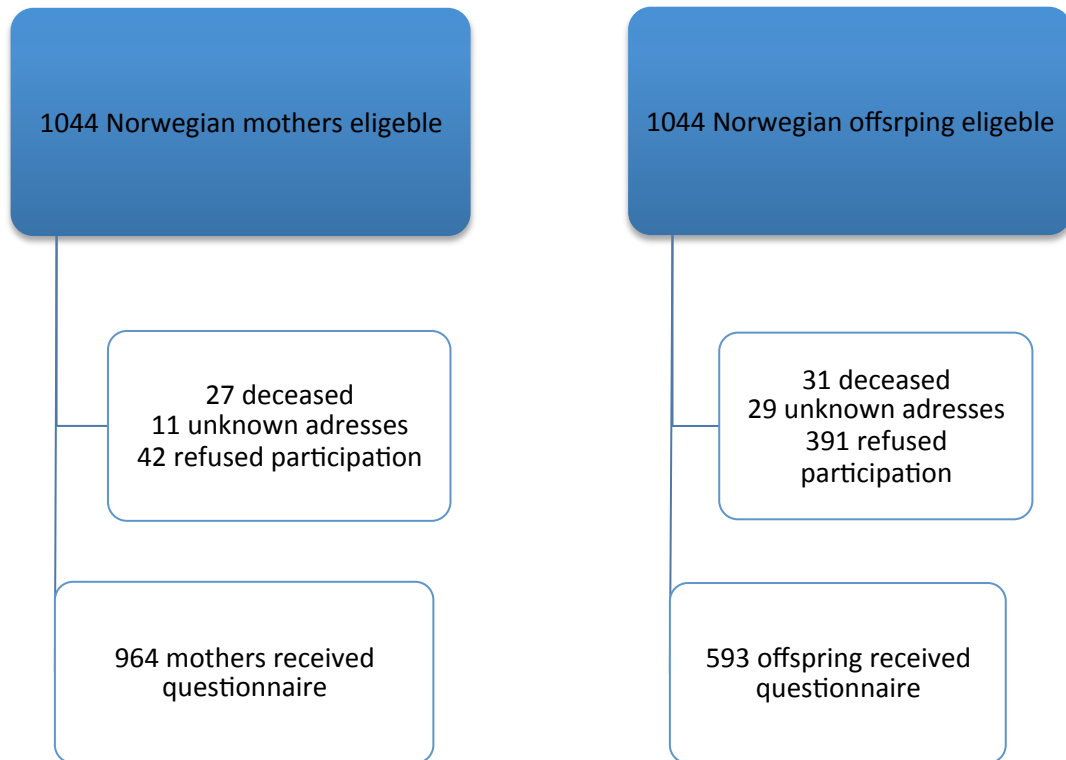 1044 Norwegian mothers eligeble
1044 Norwegian offsrping eligeble
27 deceased
11 unknown adresses
42 refused participation
31 deceased
29 unknown adresses
391 refused
participation
964 mothers received
questionnaire
593 offspring received
questionnaire